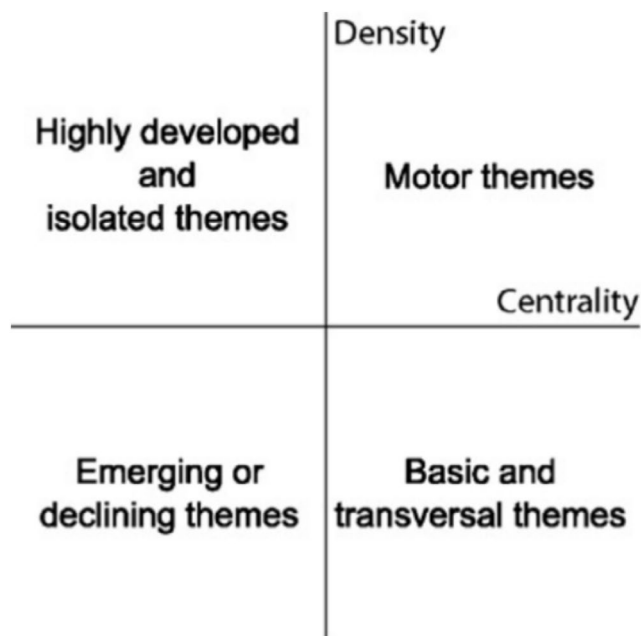 Density
Highly developed
and
isolated themes
Motor themes
Centrality
Emerging or
declining themes
Basic and
transversal themes